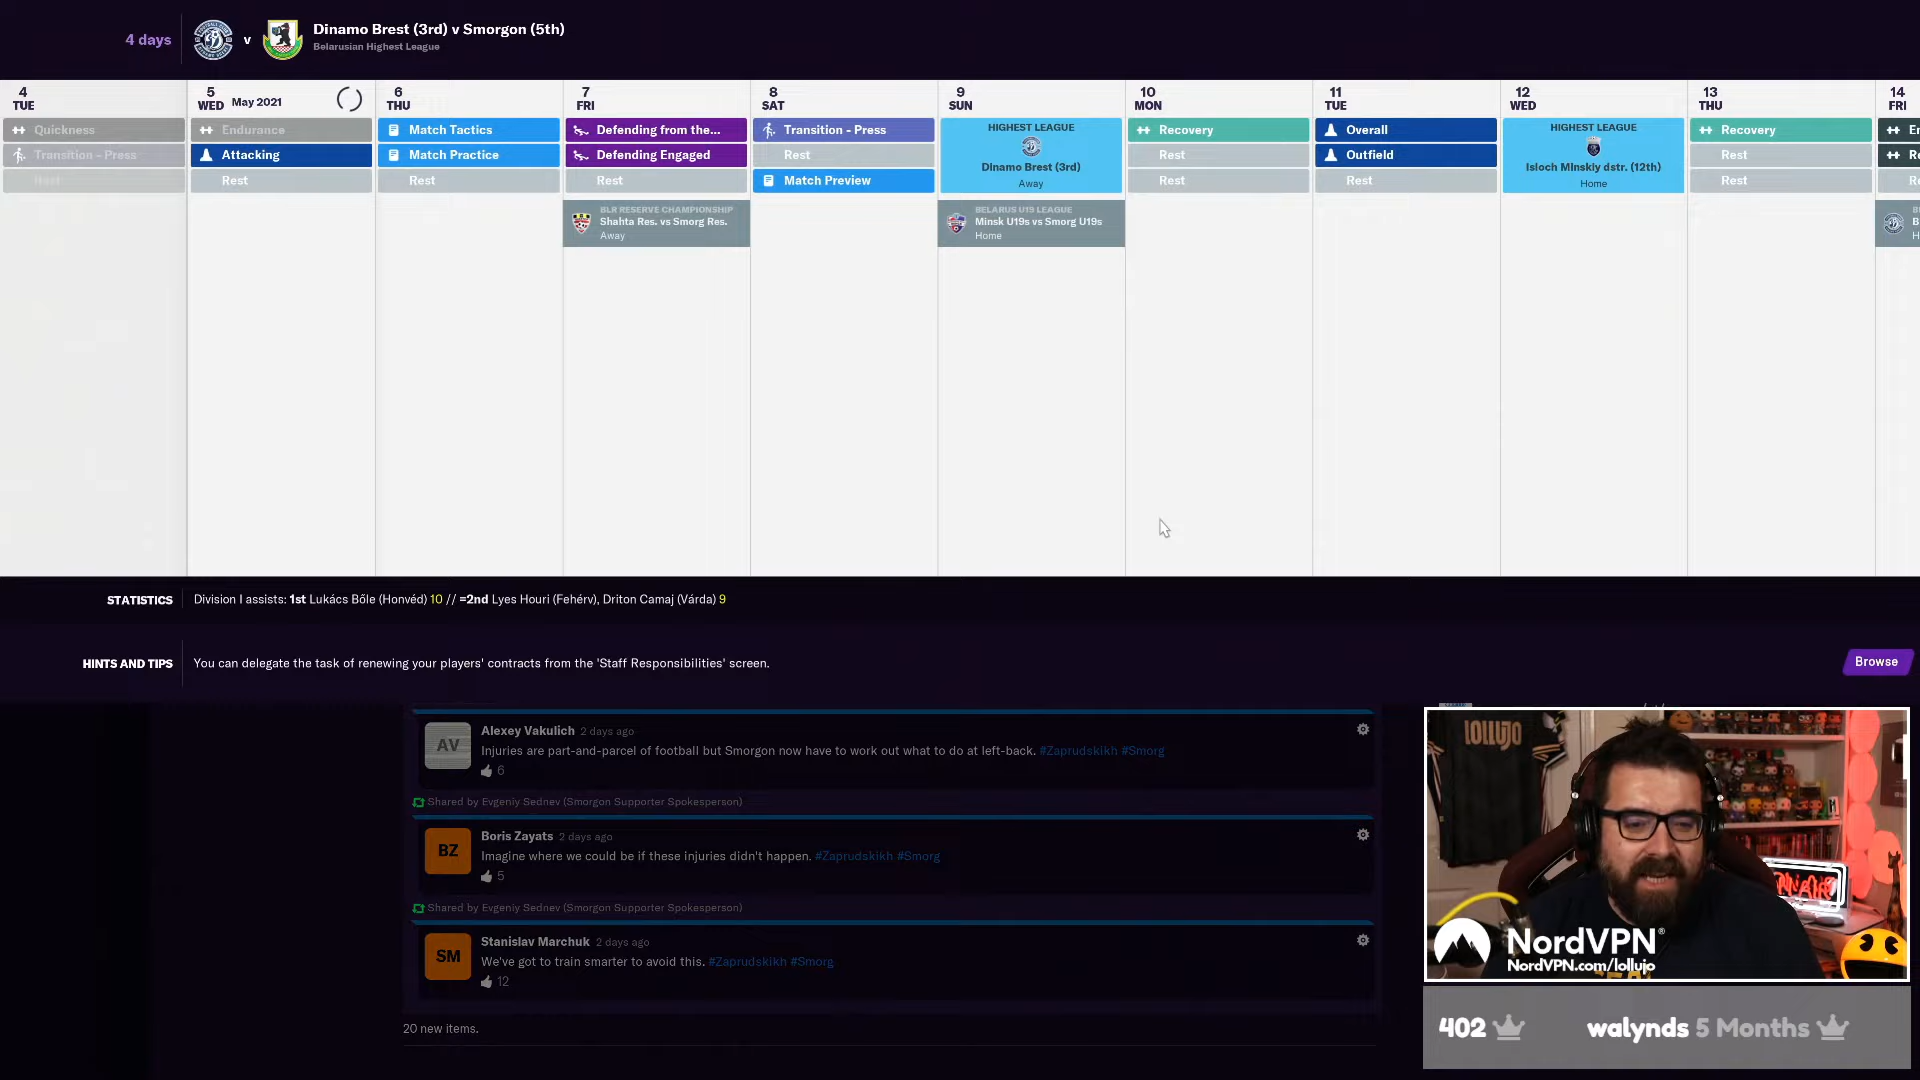 4 days
v
Dinamo Brest (3rd) v Smorgon (5th)
Belarusian Highest League
4
TUE
Quickness
Transition - Press
Rest
5
WED May 2021
Endurance
Attacking
Rest
6
THU
Match Tactics
Match Practice
Rest
7
FRI
Defending from the...
Defending Engaged
Rest
BLR RESERVE CHAMPIONSHIP
Shahta Res. vs Smorg Res.
Away
8
SAT
Transition - Press
Rest
Match Preview
9
SUN
HIGHEST LEAGUE
Dinamo Brest (3rd)
Away
BELARUS U19 LEAGUE
Minsk U19s vs Smorg U19s
Home
10
MON
Recovery
Rest
Rest
11
TUE
Overall
Outfield
Rest
12
WED
HIGHEST LEAGUE
Isloch Minskiy dstr. (12th)
Home
13
THU
Recovery
Rest
Rest
14
FRI
STATISTICS
Division I assists: 1st Lukács Bőle (Honvéd) 10 // =2nd Lyes Houri (Fehérv), Driton Camaj (Várda) 9
HINTS AND TIPS
You can delegate the task of renewing your players' contracts from the 'Staff Responsibilities' screen.
Browse
AV
Alexey Vakulich 2 days ago
Injuries are part-and-parcel of football but Smorgon now have to work out what to do at left-back. #Zaprudskikh #Smorg
6
Shared by Evgeniy Sednev (Smorgon Supporter Spokesperson)
BZ
Boris Zayats 2 days ago
Imagine where we could be if these injuries didn't happen. #Zaprudskikh #Smorg
5
Shared by Evgeniy Sednev (Smorgon Supporter Spokesperson)
SM
Stanislav Marchuk 2 days ago
We've got to train smarter to avoid this. #Zaprudskikh #Smorg
12
20 new items.
LOLLUJO
NordVPN®
NordVPN.com/lollujo
402
walynds 5 Months